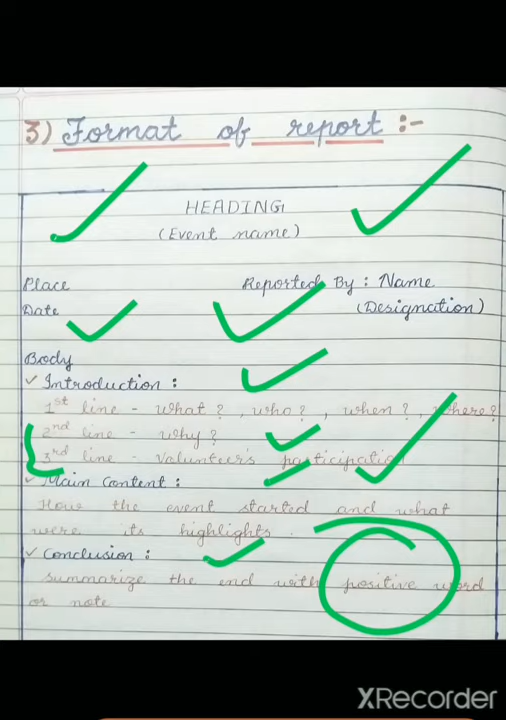 3) Format of report :-
HEADING
(Event name)
Place Reported By : Name
Date (Designation)
Body
✓ Introduction :
1st line - what ? , who ? , when ? , where ?
2nd line - why ?
3rd line - Volunteer's participation
✓ Main Content :
How the event started and what
were its highlights .
✓ Conclusion :
summarize the end with positive word
or note
XRecorder